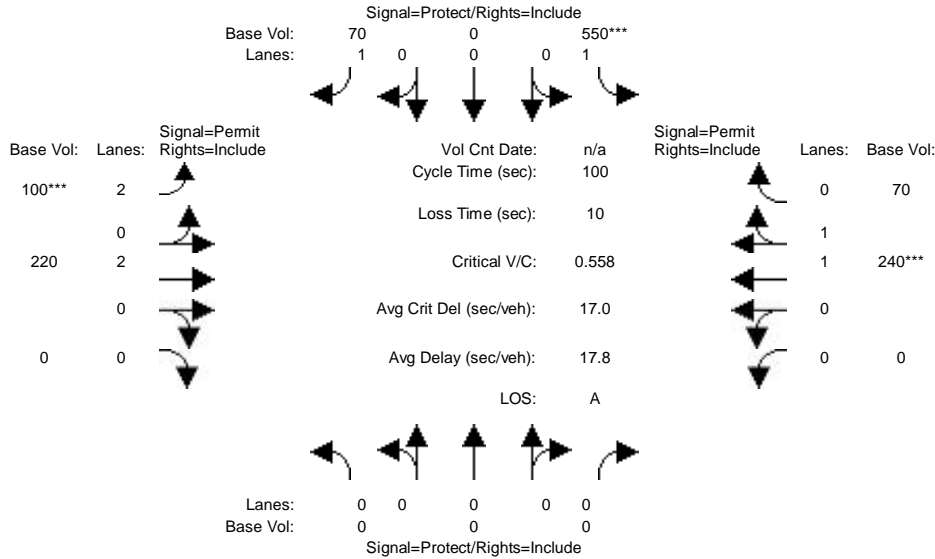 Signal=Protect/Rights=Include
Base Vol: 70 0 550***
Lanes: 1 0 0 0 1
Signal=Permit
Base Vol: Lanes: Rights=Include
Vol Cnt Date: n/a
Signal=Permit
Rights=Include Lanes: Base Vol:
Cycle Time (sec): 100
100*** 2
0 70
Loss Time (sec): 10
0
1
220 2
Critical V/C: 0.558
1 240***
0
Avg Crit Del (sec/veh): 17.0
0
0 0
Avg Delay (sec/veh): 17.8
0 0
LOS: A
Lanes: 0 0 0 0 0
Base Vol: 0 0 0
Signal=Protect/Rights=Include